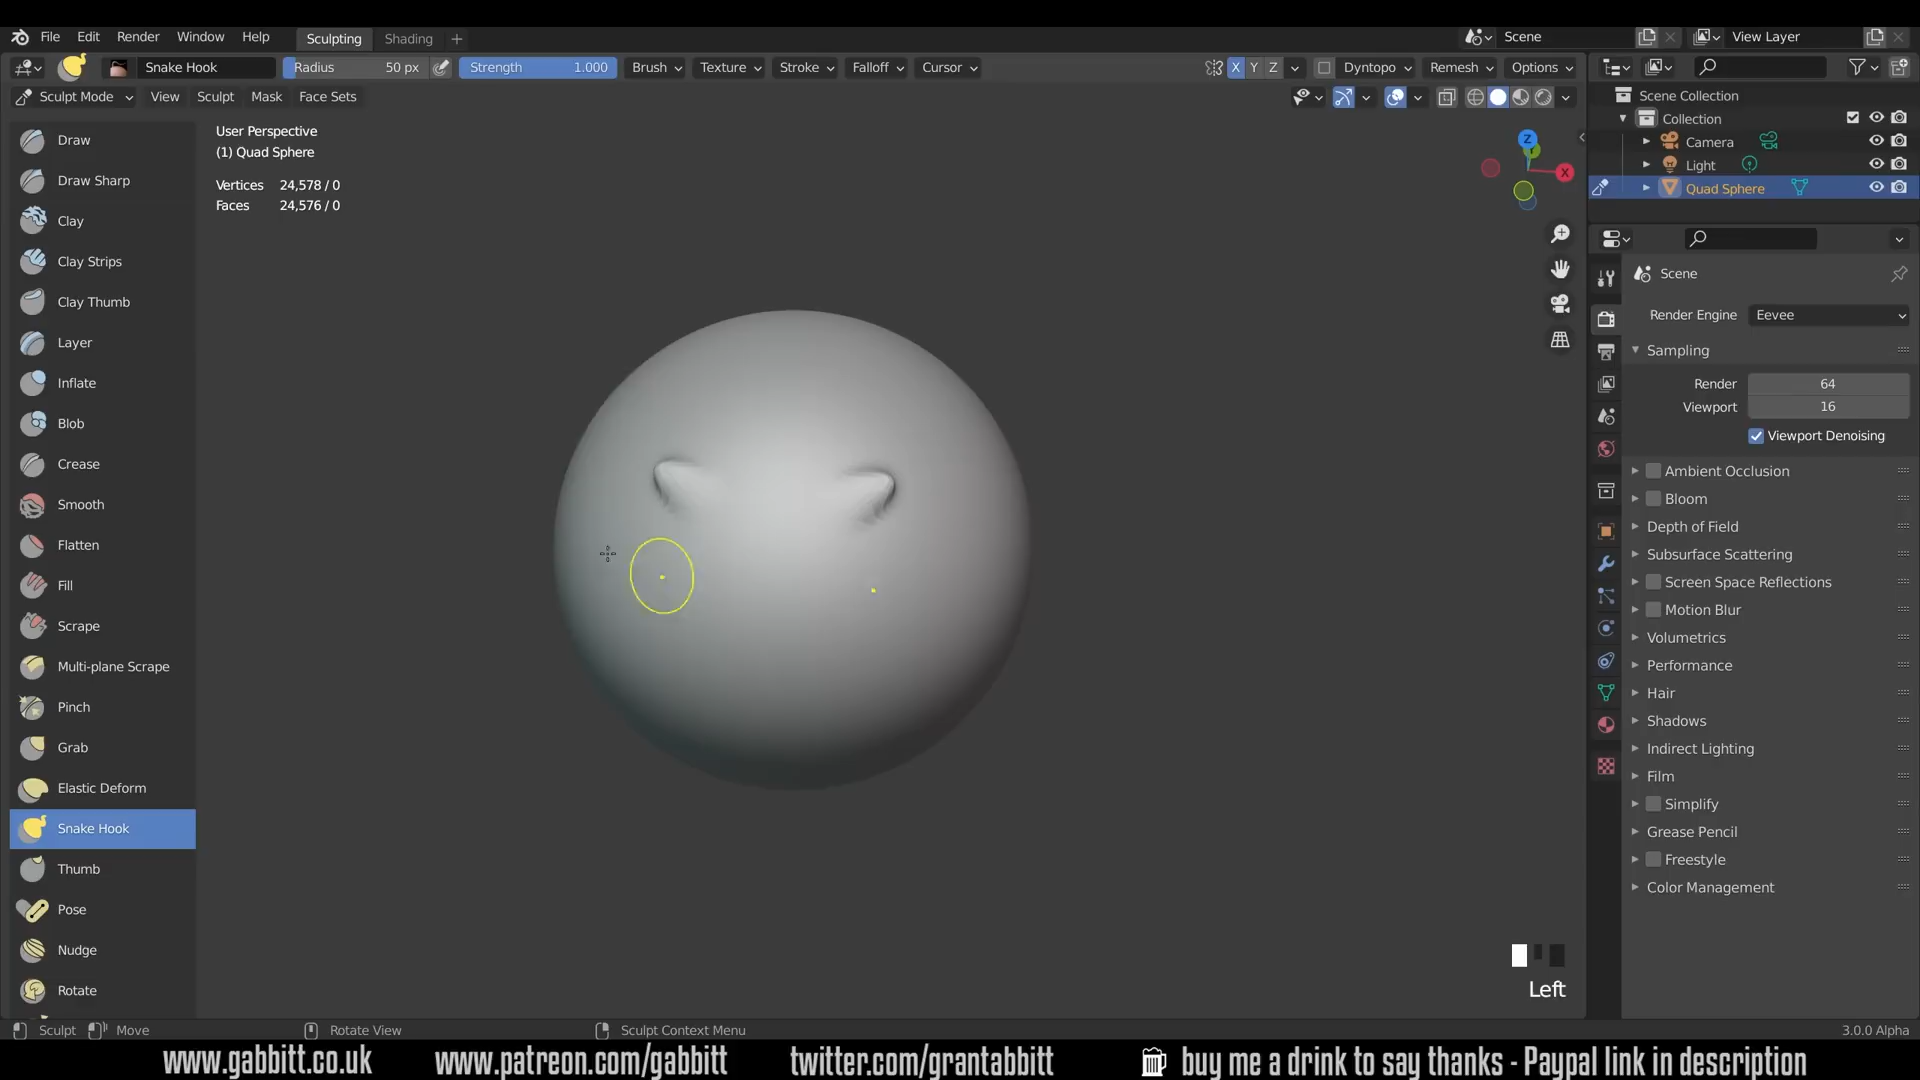 File Edit Render Window Help Sculpting Shading + Scene View Layer
Snake Hook Radius 50 px Strength 1.000 Brush Texture Stroke Falloff Cursor X Y Z Dyntopo Remesh Options
Sculpt Mode View Sculpt Mask Face Sets
Scene Collection
Collection
Camera
Light
Quad Sphere
User Perspective
(1) Quad Sphere
Vertices 24,578 / 0
Faces 24,576 / 0
Z
X
Draw
Draw Sharp
Clay
Clay Strips
Clay Thumb
Layer
Inflate
Blob
Crease
Smooth
Flatten
Fill
Scrape
Multi-plane Scrape
Pinch
Grab
Elastic Deform
Snake Hook
Thumb
Pose
Nudge
Rotate
Scene
Render Engine Eevee
Sampling
Render 64
Viewport 16
Viewport Denoising
Ambient Occlusion
Bloom
Depth of Field
Subsurface Scattering
Screen Space Reflections
Motion Blur
Volumetrics
Performance
Hair
Shadows
Indirect Lighting
Film
Simplify
Grease Pencil
Freestyle
Color Management
Left
Sculpt Move Rotate View Sculpt Context Menu 3.0.0 Alpha
www.gabbitt.co.uk www.patreon.com/gabbitt twitter.com/grantabbitt buy me a drink to say thanks - Paypal link in description